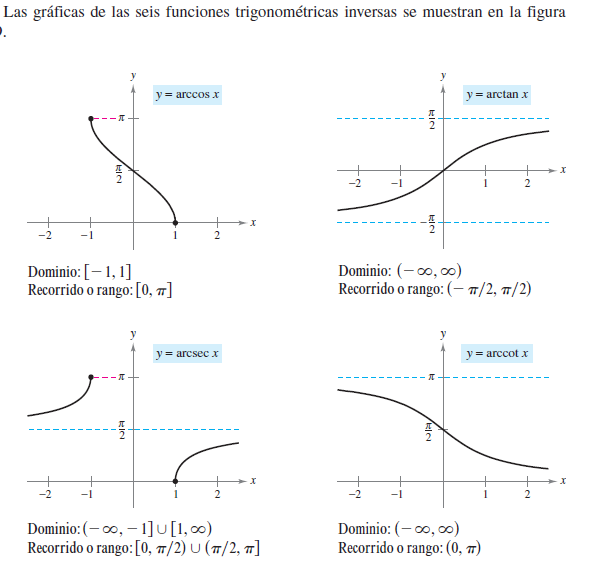 Las gráficas de las seis funciones trigonométricas inversas se muestran en la figura
.
y
y = arccos x
π
π/2
−2 −1 1 2 x
Dominio: [−1, 1]
Recorrido o rango: [0, π]
y
y = arctan x
π/2
−2 −1 1 2 x
−π/2
Dominio: (−∞, ∞)
Recorrido o rango: (− π/2, π/2)
y
y = arcsec x
π
π/2
−2 −1 1 2 x
Dominio: (−∞, −1] ∪ [1, ∞)
Recorrido o rango: [0, π/2) ∪ (π/2, π]
y
y = arccot x
π
π/2
−2 −1 1 2 x
Dominio: (−∞, ∞)
Recorrido o rango: (0, π)